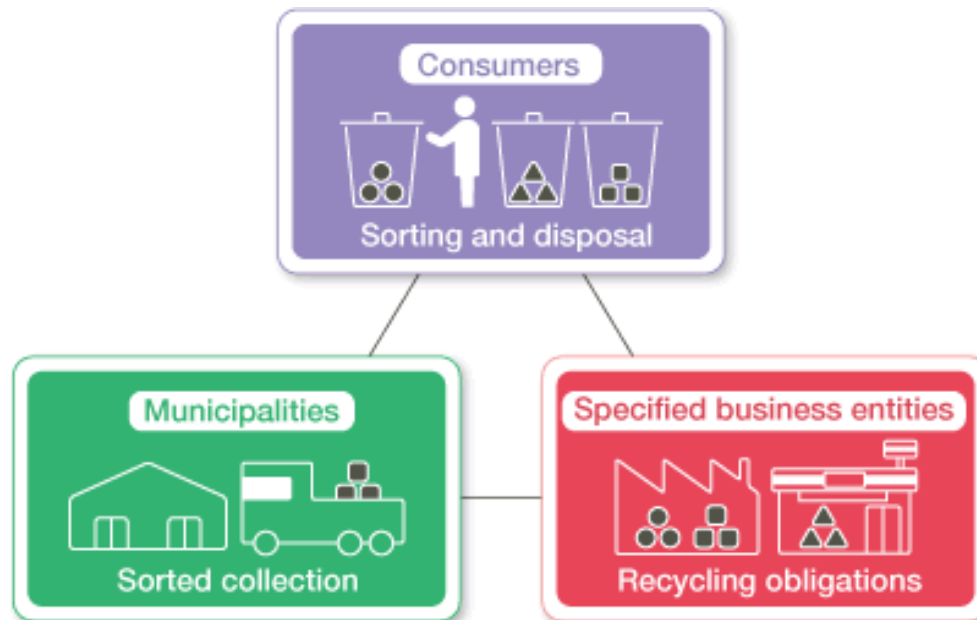 Consumers
Sorting and disposal
Municipalities
Sorted collection
Specified business entities
Recycling obligations